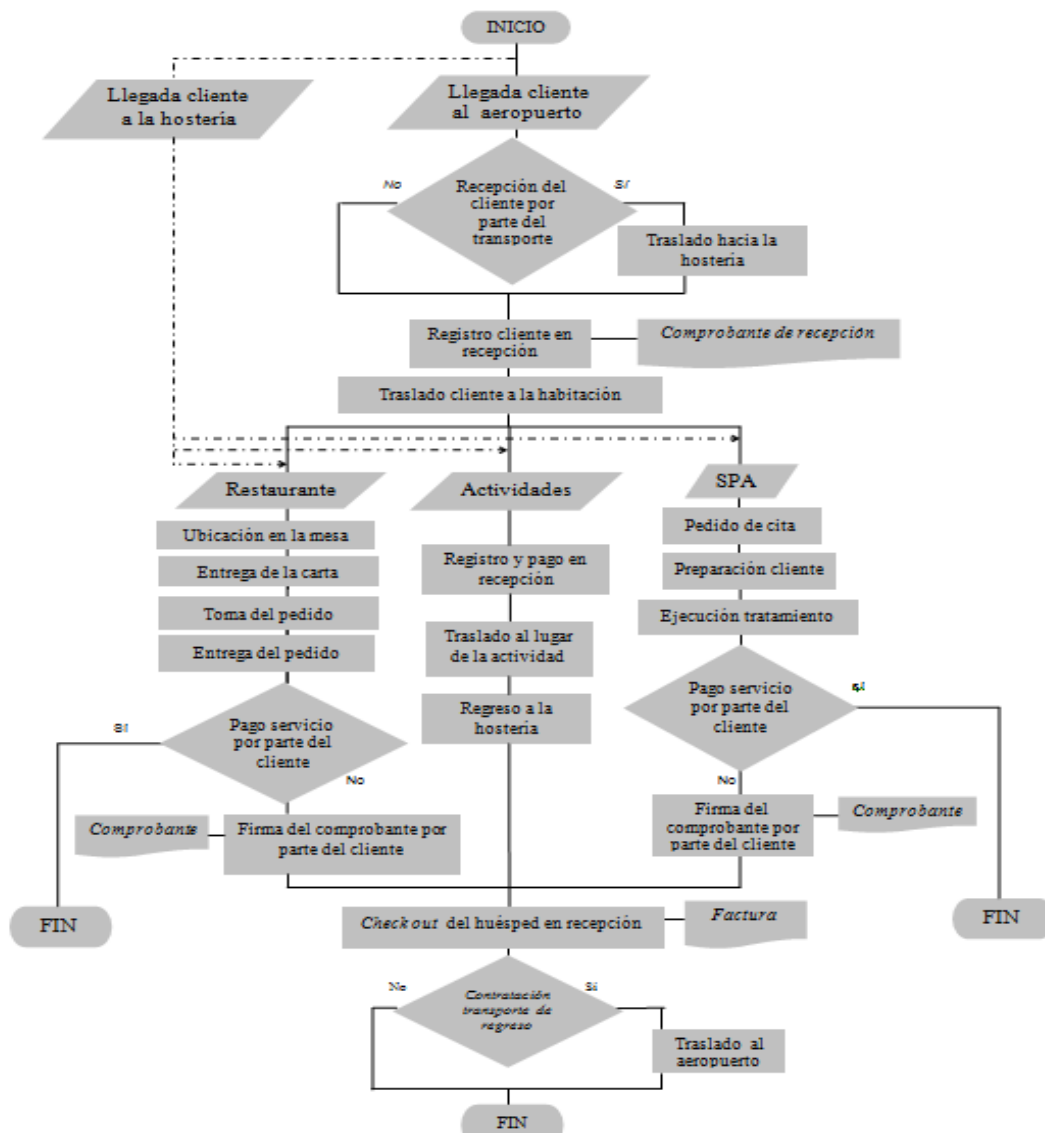 INICIO
Llegada cliente
a la hostería
Llegada cliente
al aeropuerto
No
Recepción del
cliente por
parte del
transporte
Sí
Traslado hacia la
hostería
Registro cliente en
recepción
Comprobante de recepción
Traslado cliente a la habitación
Restaurante
Ubicación en la mesa
Entrega de la carta
Toma del pedido
Entrega del pedido
Sí
Pago servicio
por parte del
cliente
No
Comprobante
Firma del comprobante por
parte del cliente
FIN
Actividades
Registro y pago en
recepción
Traslado al lugar
de la actividad
Regreso a la
hostería
SPA
Pedido de cita
Preparación cliente
Ejecución tratamiento
Pago servicio
por parte del
cliente
Sí
No
Firma del
comprobante por
parte del cliente
Comprobante
FIN
Check out del huésped en recepción
Factura
No
Contratación
transporte de
regreso
Sí
Traslado al
aeropuerto
FIN